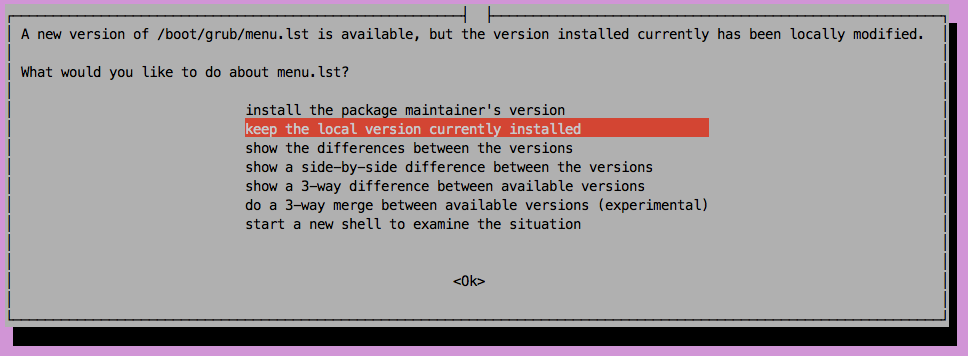 A new version of /boot/grub/menu.lst is available, but the version installed currently has been locally modified.
What would you like to do about menu.lst?
install the package maintainer's version
keep the local version currently installed
show the differences between the versions
show a side-by-side difference between the versions
show a 3-way difference between available versions
do a 3-way merge between available versions (experimental)
start a new shell to examine the situation
<Ok>